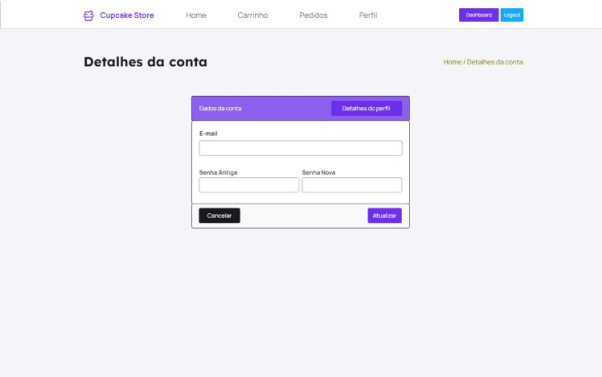 Cupcake Store Home Carrinho Pedidos Perfil Dashboard Logout
Detalhes da conta Home / Detalhes da conta
Dados da conta Detalhes do perfil
E-mail
Senha Antiga Senha Nova
Cancelar Atualizar